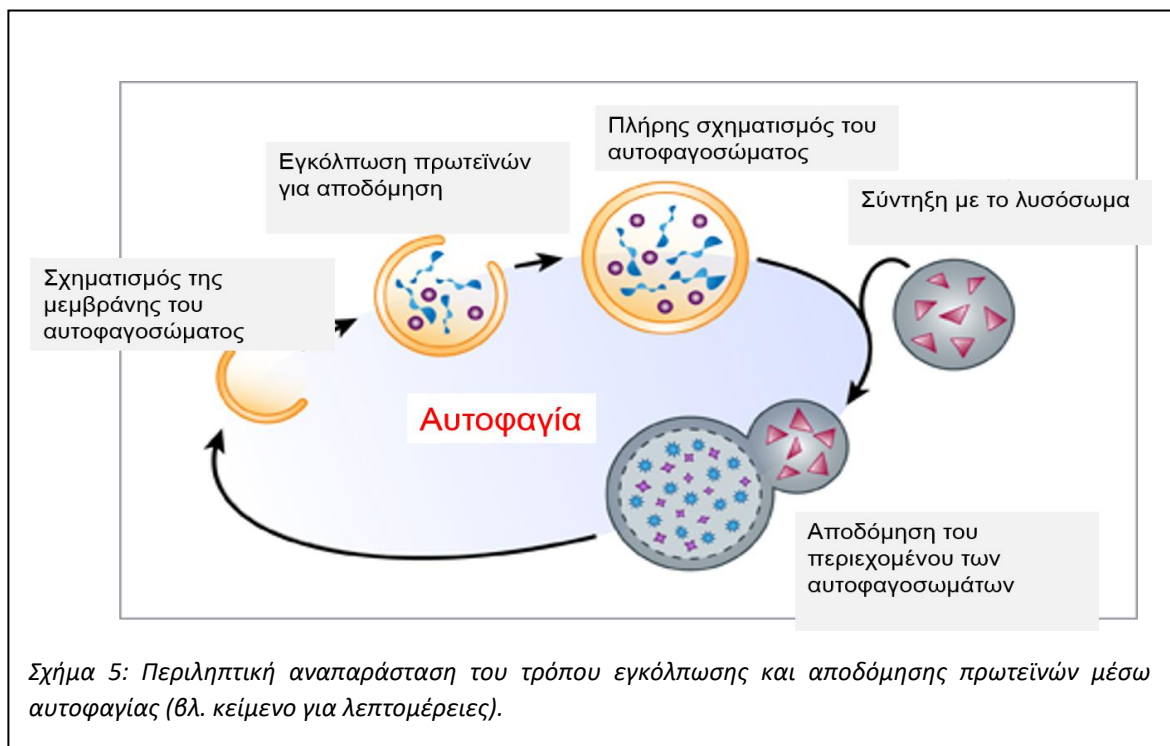 Πλήρης σχηματισμός του
αυτοφαγοσώματος
Εγκόλπωση πρωτεϊνών
για αποδόμηση
Σύντηξη με το λυσόσωμα
Σχηματισμός της
μεμβράνης του
αυτοφαγοσώματος
Αυτοφαγία
Αποδόμηση του
περιεχομένου των
αυτοφαγοσωμάτων
Σχήμα 5: Περιληπτική αναπαράσταση του τρόπου εγκόλπωσης και αποδόμησης πρωτεϊνών μέσω
αυτοφαγίας (βλ. κείμενο για λεπτομέρειες).